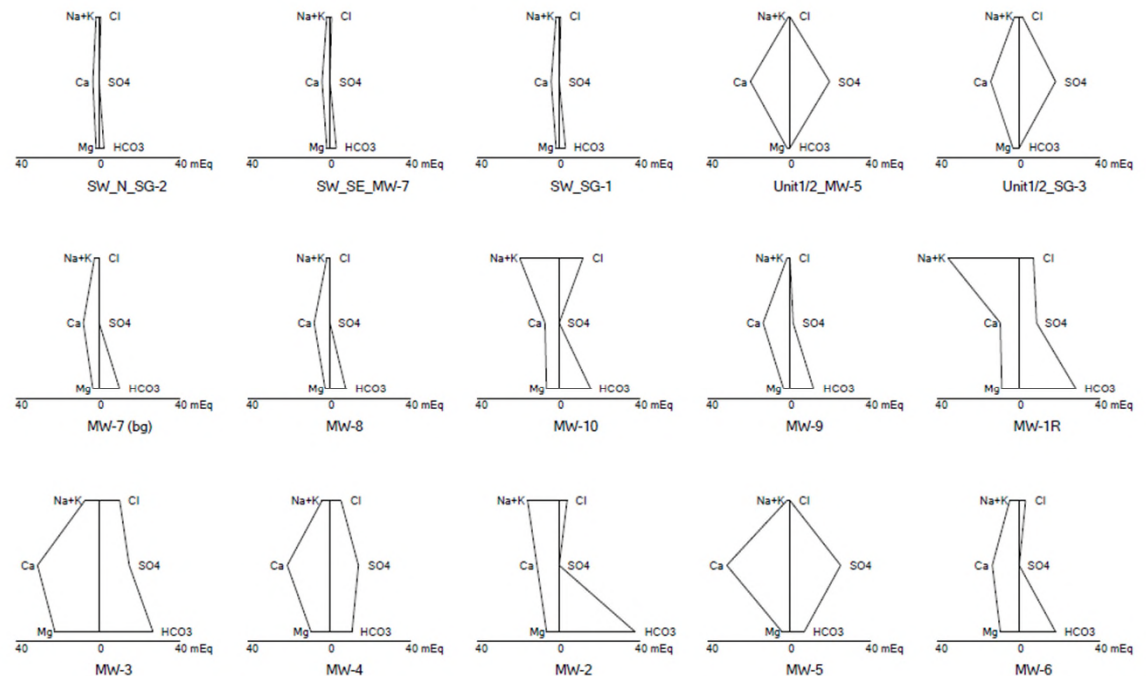 Na+K Cl Na+K Cl Na+K Cl Na+K Cl Na+K Cl
Ca SO4 Ca SO4 Ca SO4 Ca SO4 Ca SO4
Mg HCO3 Mg HCO3 Mg HCO3 Mg HCO3 Mg HCO3
40 0 40 mEq 40 0 40 mEq 40 0 40 mEq 40 0 40 mEq 40 0 40 mEq
SW_N_SG-2 SW_SE_MW-7 SW_SG-1 Unit1/2_MW-5 Unit1/2_SG-3
Na+K Cl Na+K Cl Na+K Cl Na+K Cl Na+K Cl
Ca SO4 Ca SO4 Ca SO4 Ca SO4 Ca SO4
Mg HCO3 Mg HCO3 Mg HCO3 Mg HCO3 Mg HCO3
40 0 40 mEq 40 0 40 mEq 40 0 40 mEq 40 0 40 mEq 40 0 40 mEq
MW-7 (bg) MW-8 MW-10 MW-9 MW-1R
Na+K Cl Na+K Cl Na+K Cl Na+K Cl Na+K Cl
Ca SO4 Ca SO4 Ca SO4 Ca SO4 Ca SO4
Mg HCO3 Mg HCO3 Mg HCO3 Mg HCO3 Mg HCO3
40 0 40 mEq 40 0 40 mEq 40 0 40 mEq 40 0 40 mEq 40 0 40 mEq
MW-3 MW-4 MW-2 MW-5 MW-6